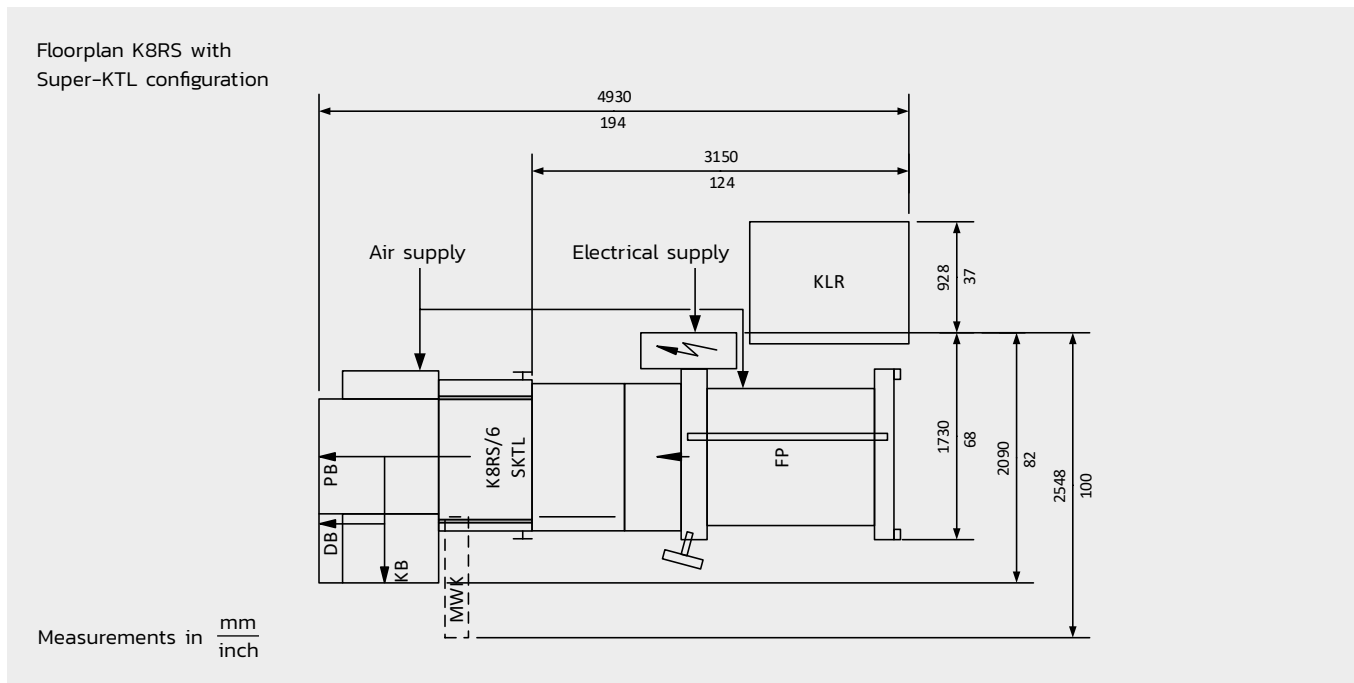 Floorplan K8RS with
Super-KTL configuration
4930
194
3150
124
Air supply
Electrical supply
KLR
928
37
K8RS/6
SKTL
FP
PB
DB
KB
MWK
1730
68
2090
82
2548
100
Measurements in mm
inch